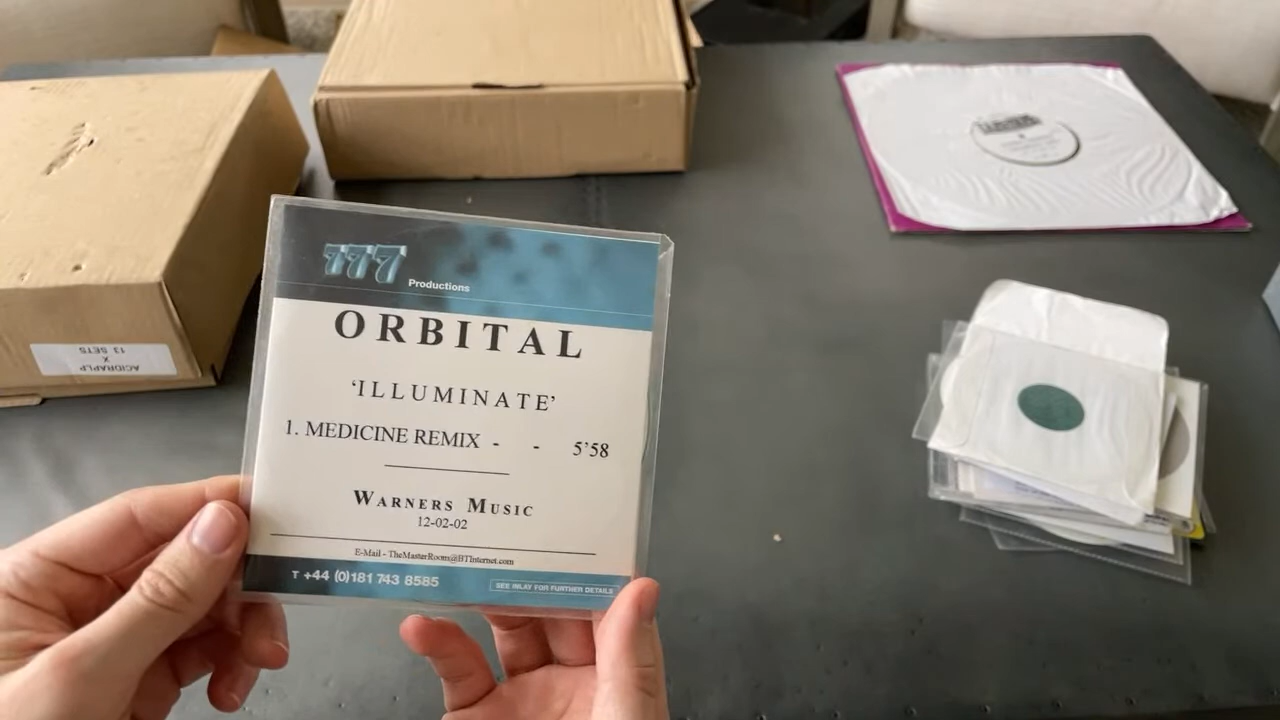 777
Productions
ORBITAL
‘ILLUMINATE’
1. MEDICINE REMIX - - 5’58
WARNERS MUSIC
12-02-02
E-Mail - TheMasterRoom@BTInternet.com
T +44 (0)181 743 8585
SEE INLAY FOR FURTHER DETAILS
ACIDRAPLP
X
13 SETS